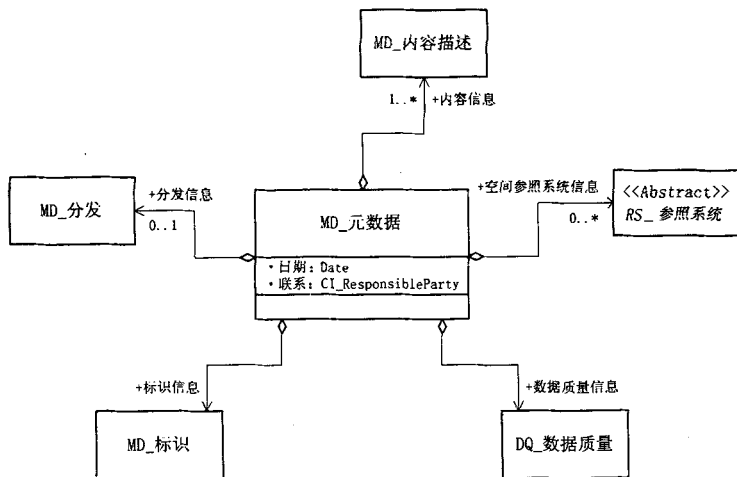 MD_内容描述
1..* +内容信息
+分发信息
MD_分发
0..1
+空间参照系统信息
<<Abstract>>
RS_参照系统
0..*
MD_元数据
• 日期：Date
• 联系：CI_ResponsibleParty
+标识信息
+数据质量信息
MD_标识
DQ_数据质量